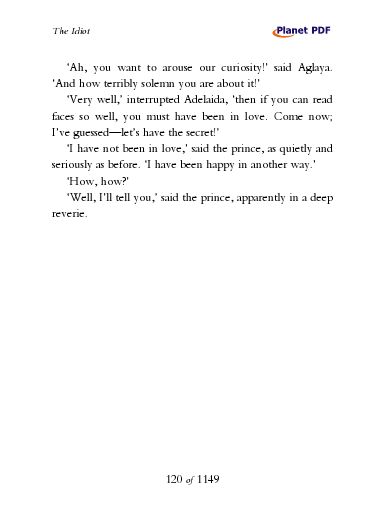 The Idiot
Planet PDF
‘Ah, you want to arouse our curiosity!’ said Aglaya.
‘And how terribly solemn you are about it!’
‘Very well,’ interrupted Adelaida, ‘then if you can read
faces so well, you must have been in love. Come now;
I’ve guessed—let’s have the secret!’
‘I have not been in love,’ said the prince, as quietly and
seriously as before. ‘I have been happy in another way.’
‘How, how?’
‘Well, I’ll tell you,’ said the prince, apparently in a deep
reverie.
120 of 1149